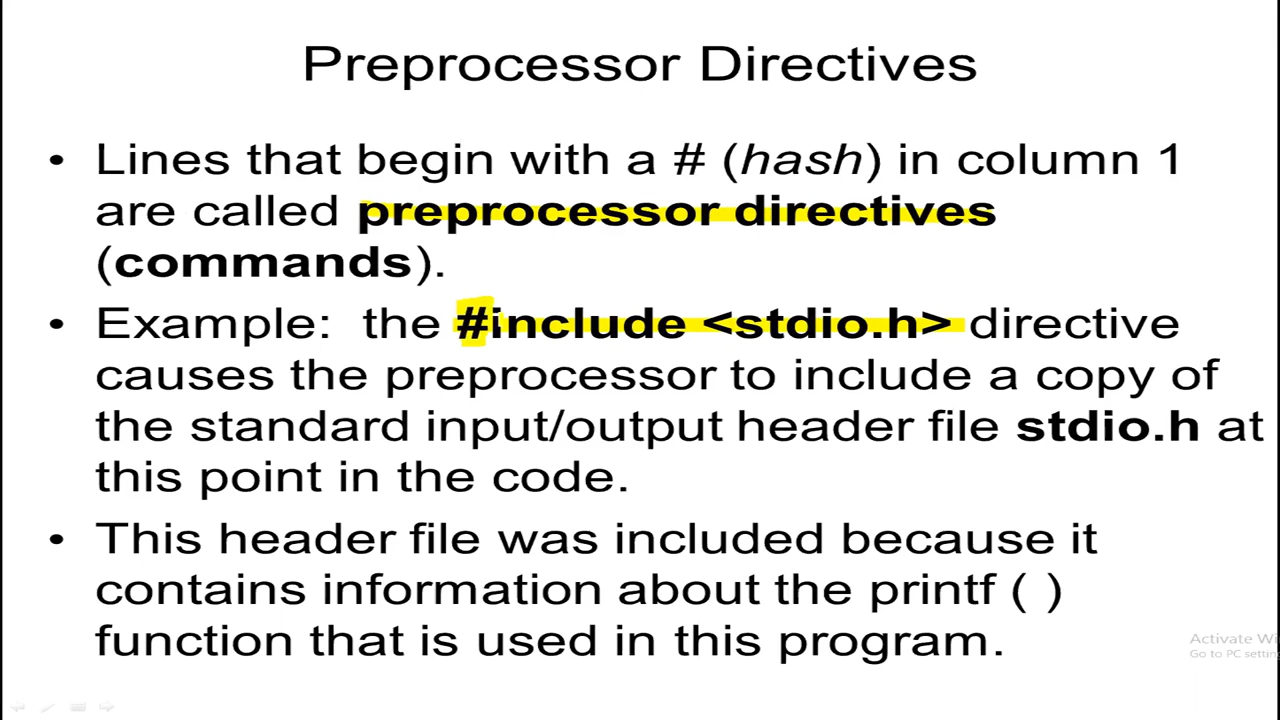 Preprocessor Directives
• Lines that begin with a # (hash) in column 1
are called preprocessor directives
(commands).
• Example: the #include <stdio.h> directive
causes the preprocessor to include a copy of
the standard input/output header file stdio.h at
this point in the code.
• This header file was included because it
contains information about the printf ( )
function that is used in this program.
Activate Wi
Go to PC settin